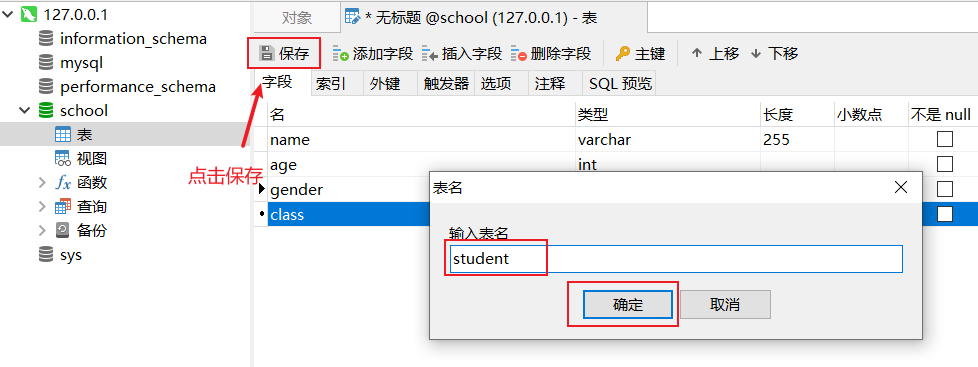 127.0.0.1
information_schema
mysql
performance_schema
school
表
视图
函数
查询
备份
sys
对象
* 无标题 @school (127.0.0.1) - 表
保存 添加字段 插入字段 删除字段 主键 上移 下移
字段 索引 外键 触发器 选项 注释 SQL 预览
名 类型 长度 小数点 不是 null
name varchar 255
age int
gender
class
点击保存
表名
输入表名
student
确定 取消